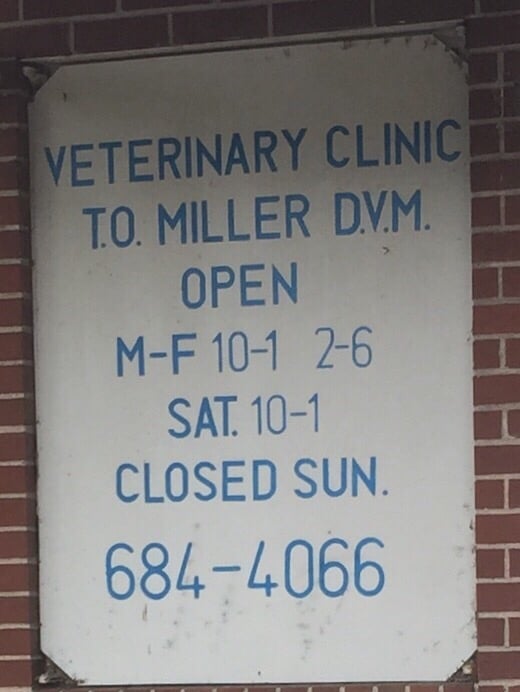 VETERINARY CLINIC
T.O. MILLER D.V.M.
OPEN
M-F 10-1 2-6
SAT. 10-1
CLOSED SUN.
684-4066